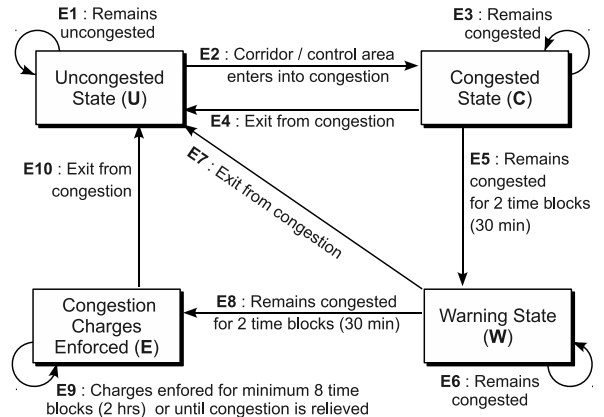 E1 : Remains
uncongested
E3 : Remains
congested
E2 : Corridor / control area
enters into congestion
Uncongested
State (U)
Congested
State (C)
E4 : Exit from congestion
E10 : Exit from
congestion
E7 : Exit from congestion
E5 : Remains
congested
for 2 time blocks
(30 min)
Congestion
Charges
Enforced (E)
E8 : Remains congested
for 2 time blocks (30 min)
Warning State
(W)
E9 : Charges enfored for minimum 8 time
blocks (2 hrs) or until congestion is relieved
E6 : Remains
congested